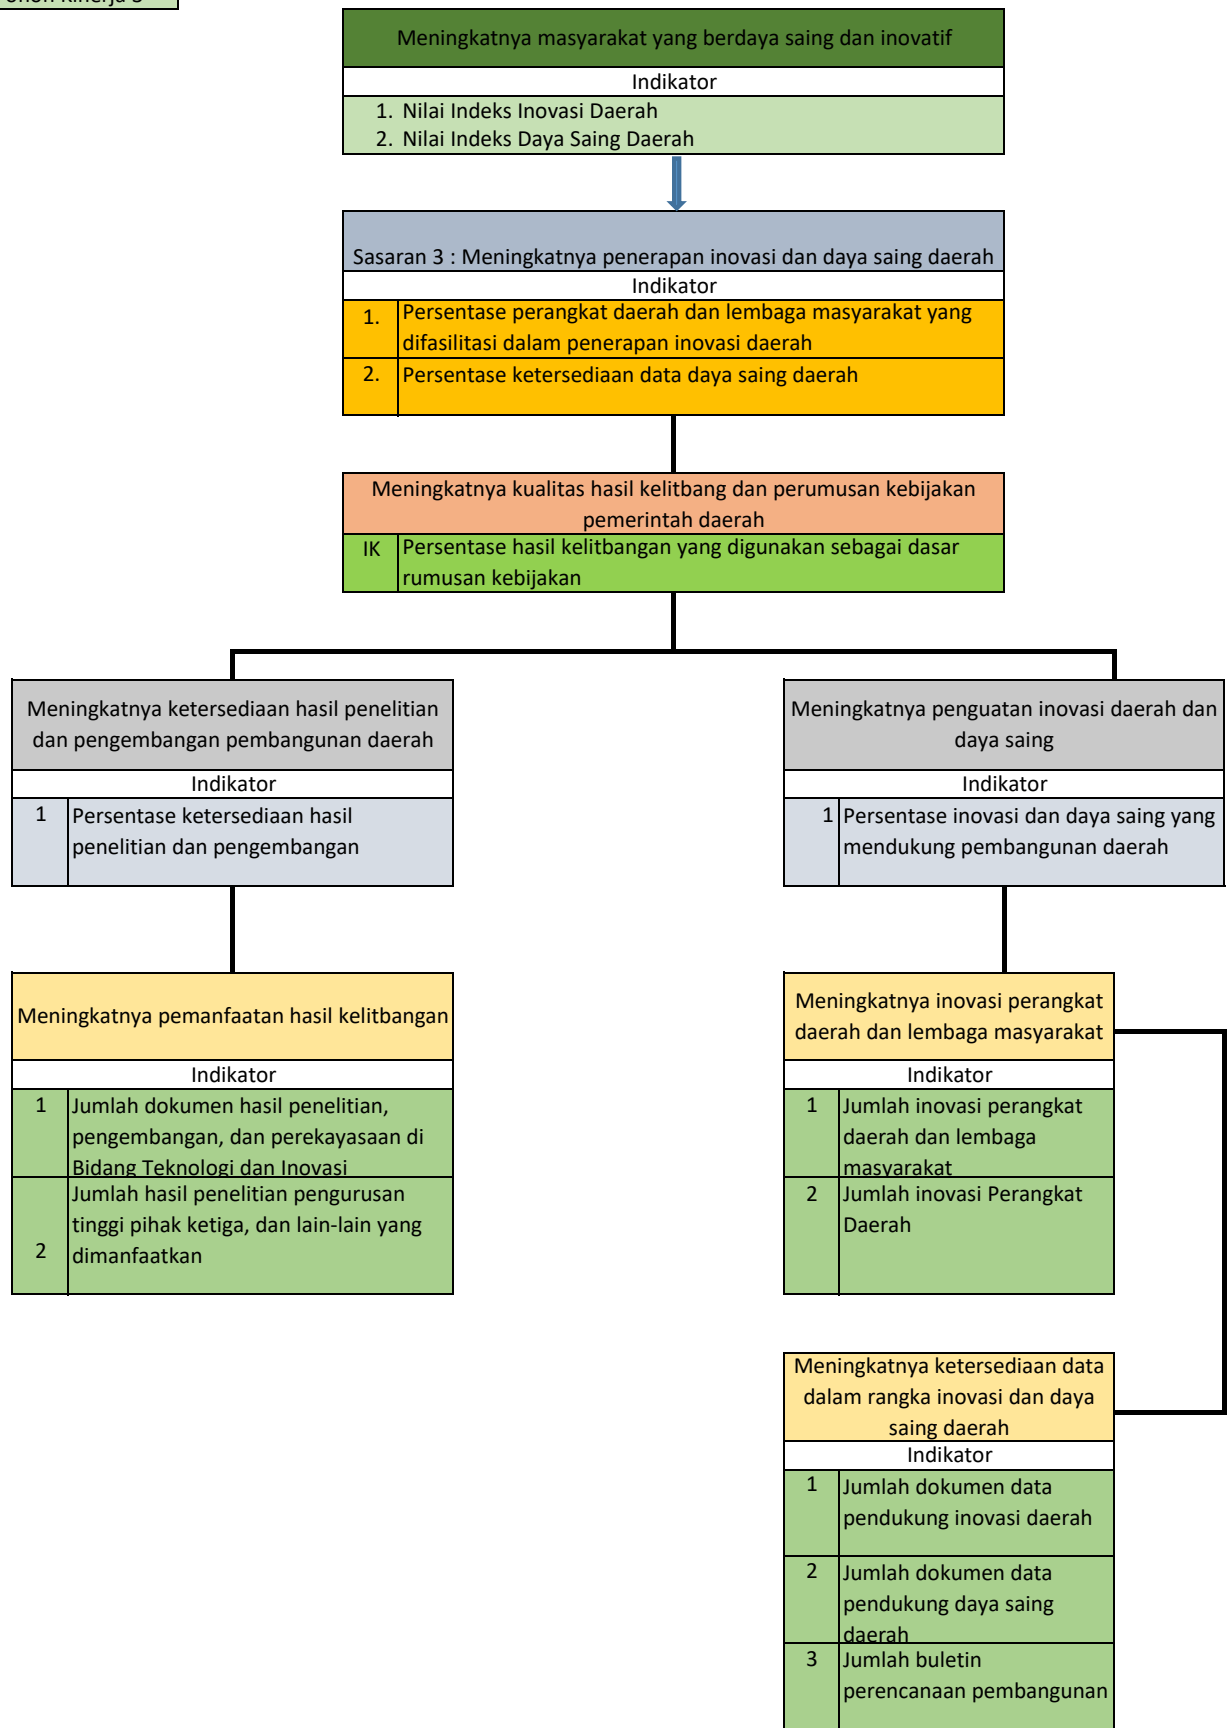 Kinerja 3
Meningkatnya masyarakat yang berdaya saing dan inovatif
Indikator
1. Nilai Indeks Inovasi Daerah
2. Nilai Indeks Daya Saing Daerah
Sasaran 3 : Meningkatnya penerapan inovasi dan daya saing daerah
Indikator
1. Persentase perangkat daerah dan lembaga masyarakat yang
difasilitasi dalam penerapan inovasi daerah
2. Persentase ketersediaan data daya saing daerah
Meningkatnya kualitas hasil kelitbang dan perumusan kebijakan
pemerintah daerah
IK Persentase hasil kelitbangan yang digunakan sebagai dasar
rumusan kebijakan
Meningkatnya ketersediaan hasil penelitian
dan pengembangan pembangunan daerah
Indikator
1 Persentase ketersediaan hasil
penelitian dan pengembangan
Meningkatnya penguatan inovasi daerah dan
daya saing
Indikator
1 Persentase inovasi dan daya saing yang
mendukung pembangunan daerah
Meningkatnya pemanfaatan hasil kelitbangan
Indikator
1 Jumlah dokumen hasil penelitian,
pengembangan, dan perekayasaan di
Bidang Teknologi dan Inovasi
Jumlah hasil penelitian pengurusan
tinggi pihak ketiga, dan lain-lain yang
2 dimanfaatkan
Meningkatnya inovasi perangkat
daerah dan lembaga masyarakat
Indikator
1 Jumlah inovasi perangkat
daerah dan lembaga
masyarakat
2 Jumlah inovasi Perangkat
Daerah
Meningkatnya ketersediaan data
dalam rangka inovasi dan daya
saing daerah
Indikator
1 Jumlah dokumen data
pendukung inovasi daerah
2 Jumlah dokumen data
pendukung daya saing
daerah
3 Jumlah buletin
perencanaan pembangunan